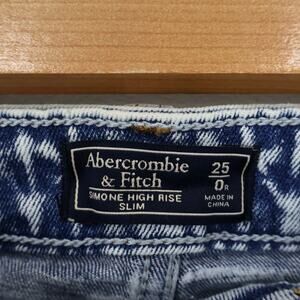 Abercrombie
& Fitch
SIMONE HIGH RISE
SLIM
25
0R
MADE IN
CHINA